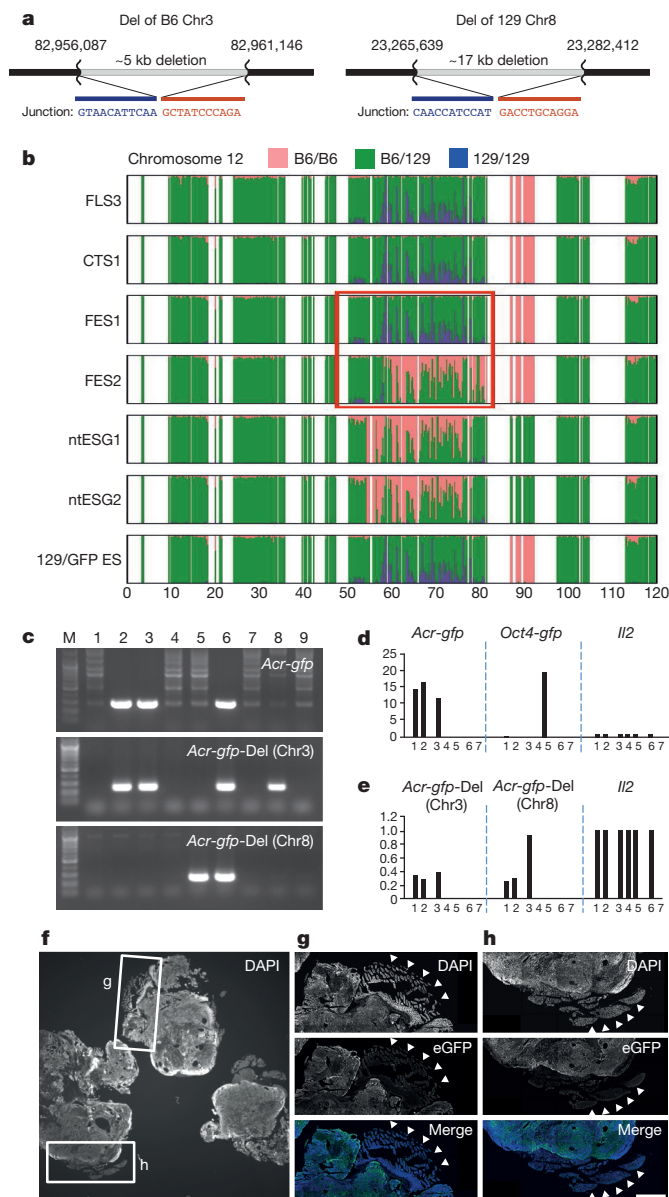 a
Del of B6 Chr3
Del of 129 Chr8
82,956,087
82,961,146
23,265,639
23,282,412
~5 kb deletion
~17 kb deletion
Junction: GTAACATTCAA GCTATCCCAGA
Junction: CAACCATCCAT GACCTGCAGGA
b
Chromosome 12
B6/B6
B6/129
129/129
FLS3
CTS1
FES1
FES2
ntESG1
ntESG2
129/GFP ES
0 10 20 30 40 50 60 70 80 90 100 110 120
c
M 1 2 3 4 5 6 7 8 9
Acr-gfp
Acr-gfp-Del (Chr3)
Acr-gfp-Del (Chr8)
d
Acr-gfp Oct4-gfp Il2
25
20
15
10
5
0
1 2 3 4 5 6 7 1 2 3 4 5 6 7 1 2 3 4 5 6 7
e
Acr-gfp-Del (Chr3)
Acr-gfp-Del (Chr8)
Il2
1.2
1.0
0.8
0.6
0.4
0.2
0
1 2 3 4 5 6 7 1 2 3 4 5 6 7 1 2 3 4 5 6 7
f
DAPI
g
h
g
DAPI
eGFP
Merge
h
DAPI
eGFP
Merge